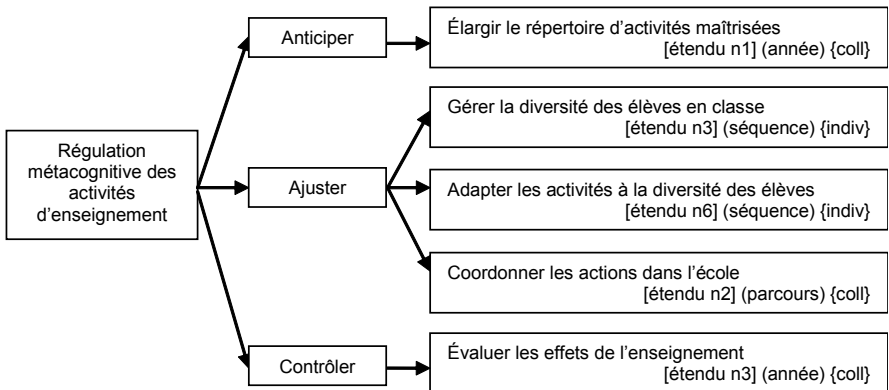 Régulation
métacognitive des
activités
d’enseignement
Anticiper
Élargir le répertoire d’activités maîtrisées
[étendu n1] (année) {coll}
Ajuster
Gérer la diversité des élèves en classe
[étendu n3] (séquence) {indiv}
Adapter les activités à la diversité des élèves
[étendu n6] (séquence) {indiv}
Coordonner les actions dans l’école
[étendu n2] (parcours) {coll}
Contrôler
Évaluer les effets de l’enseignement
[étendu n3] (année) {coll}